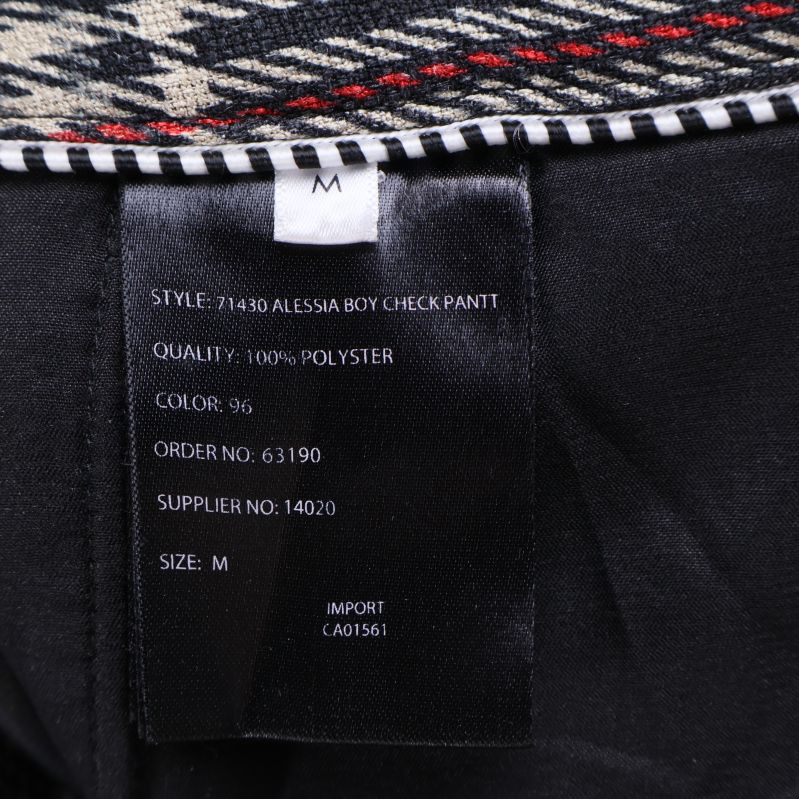 M
STYLE: 71430 ALESSIA BOY CHECK PANTT
QUALITY: 100% POLYSTER
COLOR: 96
ORDER NO: 63190
SUPPLIER NO: 14020
SIZE: M
IMPORT
CA01561